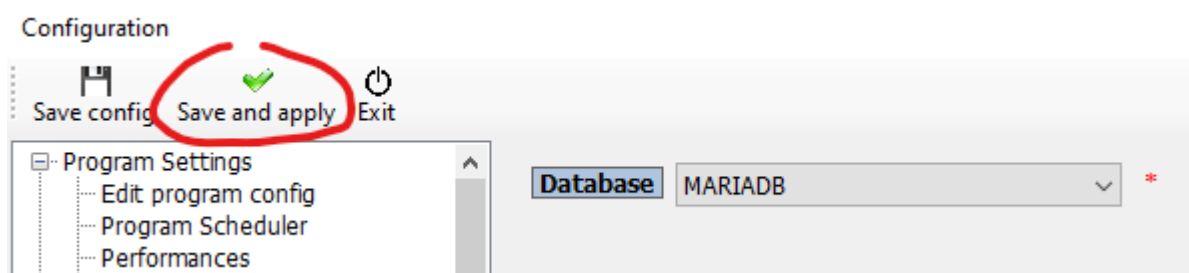 Configuration
Save config Save and apply Exit
Program Settings
Edit program config
Program Scheduler
Performances
Database MARIADB *